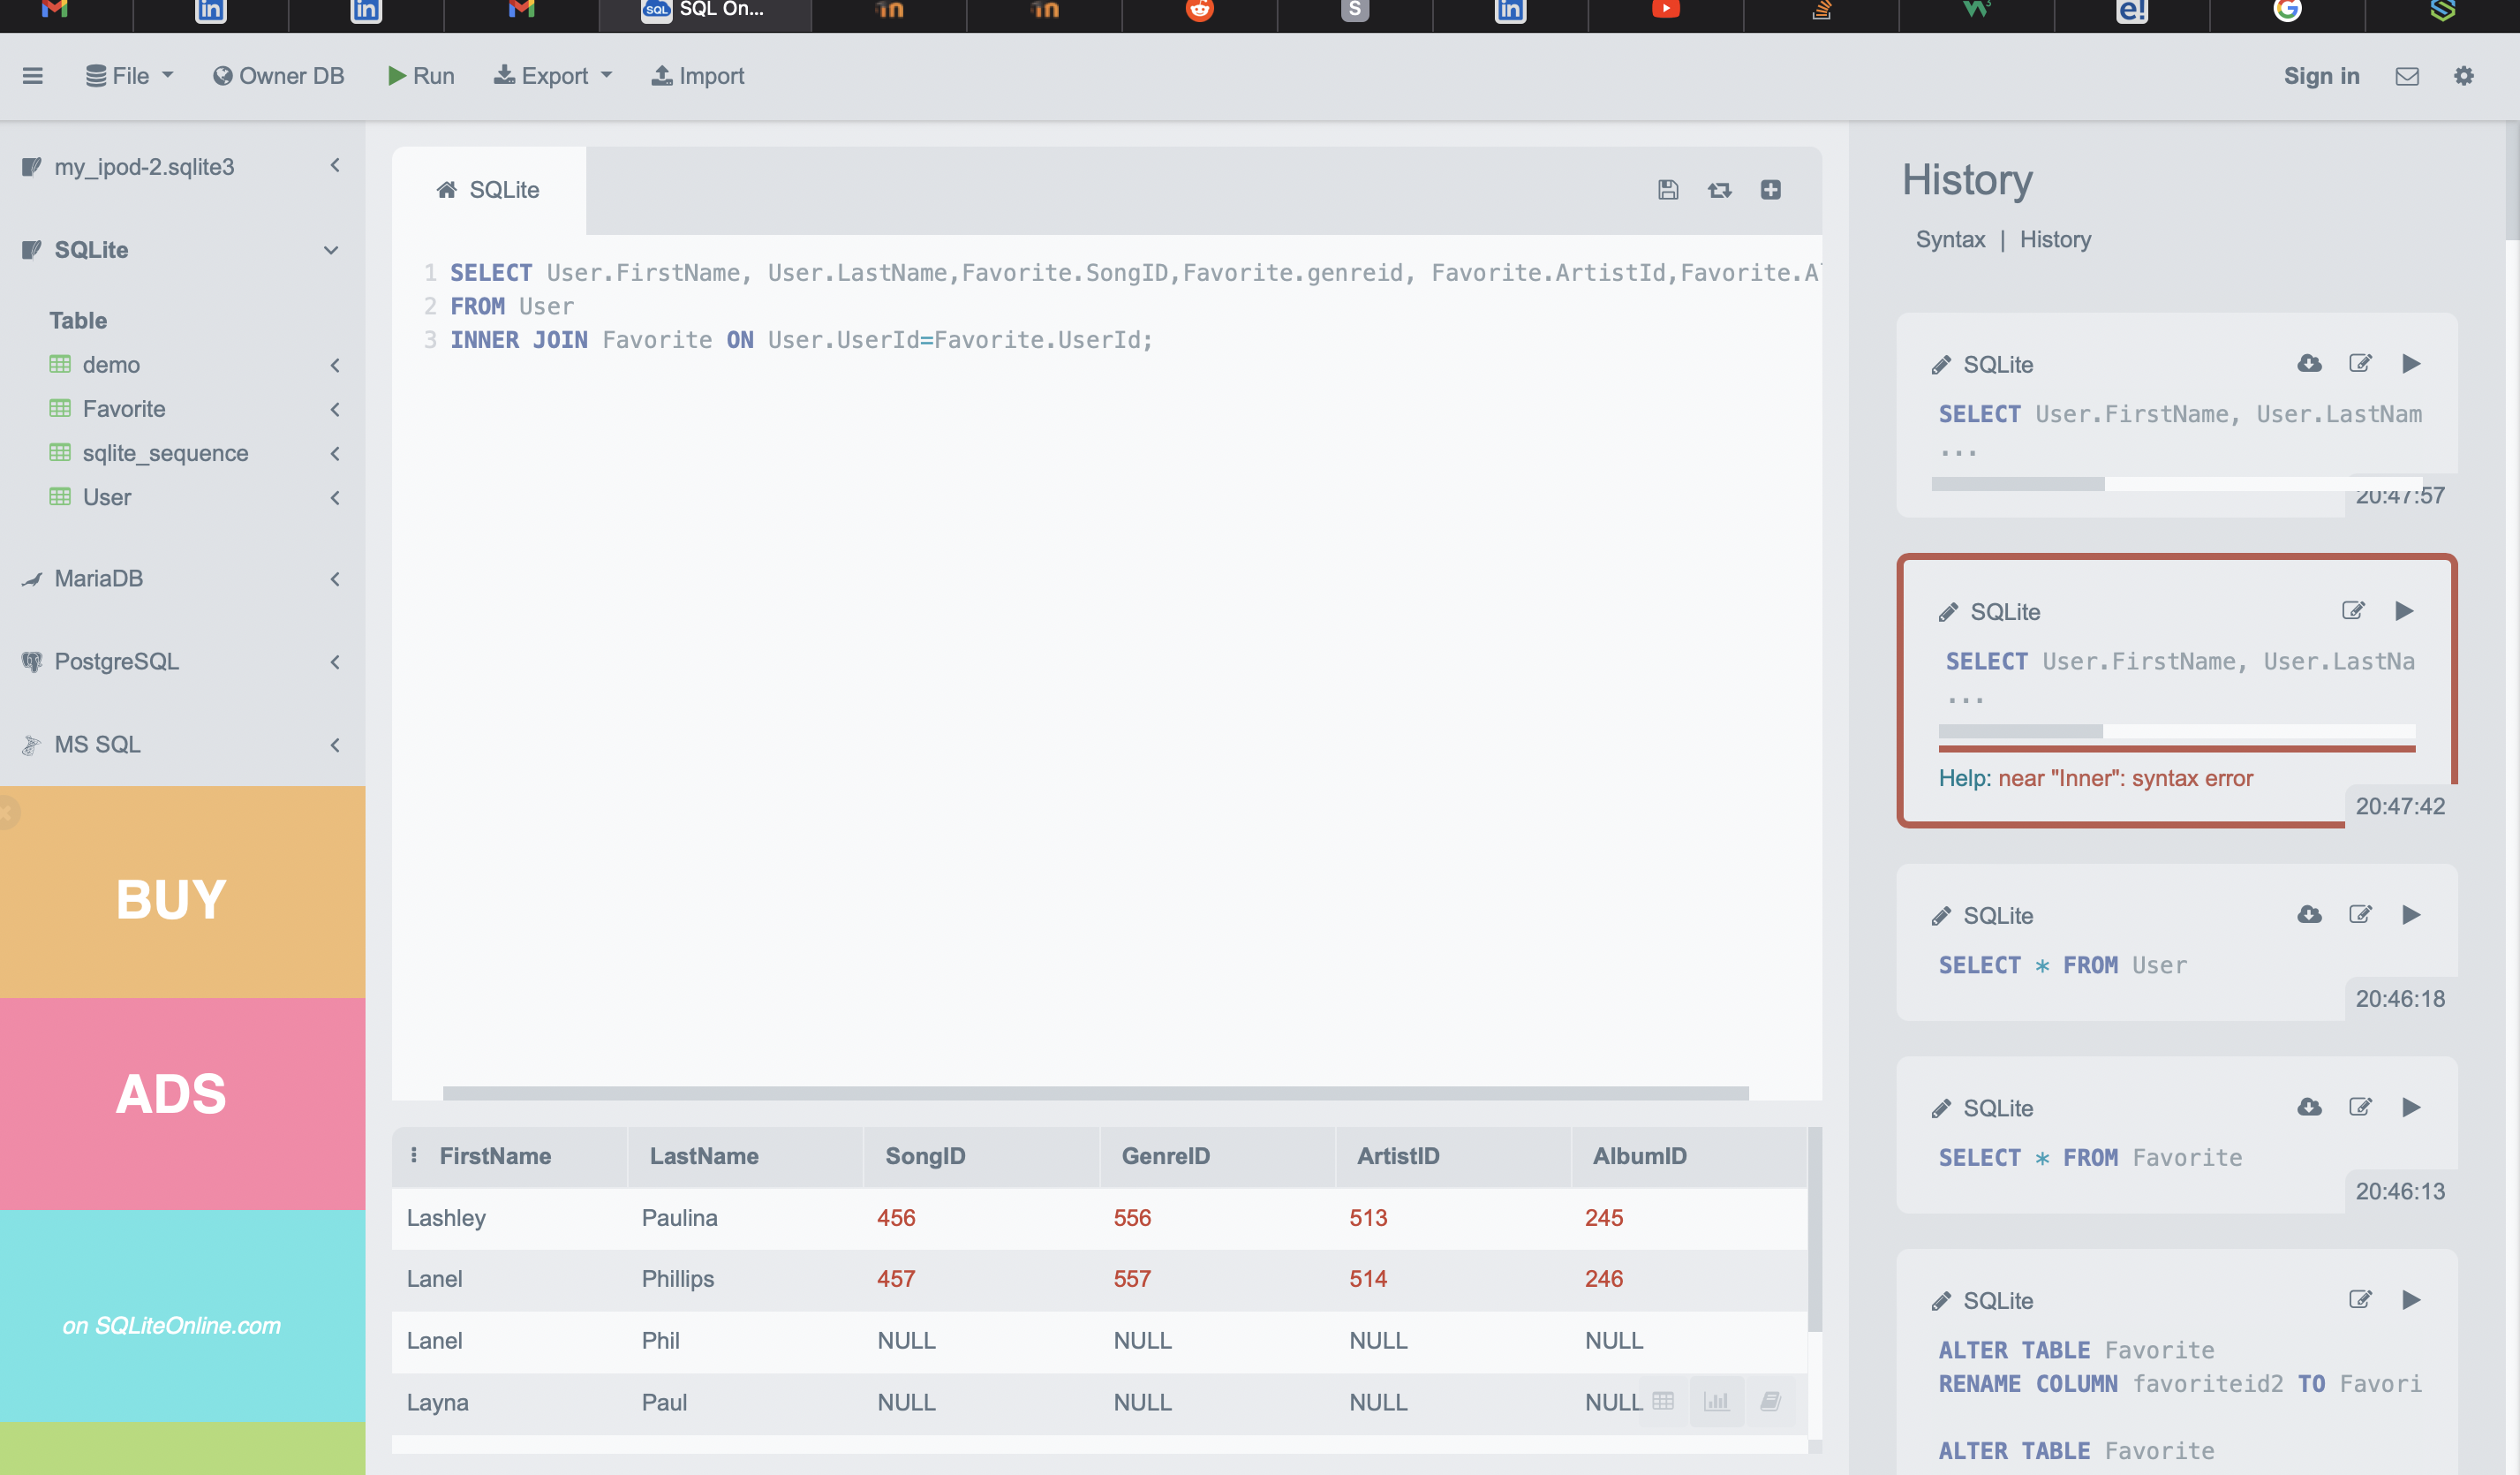 SQL On...
File
Owner DB
Run
Export
Import
Sign in
my_ipod-2.sqlite3
SQLite
Table
demo
Favorite
sqlite_sequence
User
MariaDB
PostgreSQL
MS SQL
BUY
ADS
on SQLiteOnline.com
SQLite
1 SELECT User.FirstName, User.LastName,Favorite.SongID,Favorite.genreid, Favorite.ArtistId,Favorite.A
2 FROM User
3 INNER JOIN Favorite ON User.UserId=Favorite.UserId;
FirstName LastName SongID GenreID ArtistID AlbumID
Lashley Paulina 456 556 513 245
Lanel Phillips 457 557 514 246
Lanel Phil NULL NULL NULL NULL
Layna Paul NULL NULL NULL NULL
History
Syntax | History
SQLite
SELECT User.FirstName, User.LastNam
...
20:47:57
SQLite
SELECT User.FirstName, User.LastNa
...
Help: near "Inner": syntax error
20:47:42
SQLite
SELECT * FROM User
20:46:18
SQLite
SELECT * FROM Favorite
20:46:13
SQLite
ALTER TABLE Favorite
RENAME COLUMN favoriteid2 TO Favori
ALTER TABLE Favorite